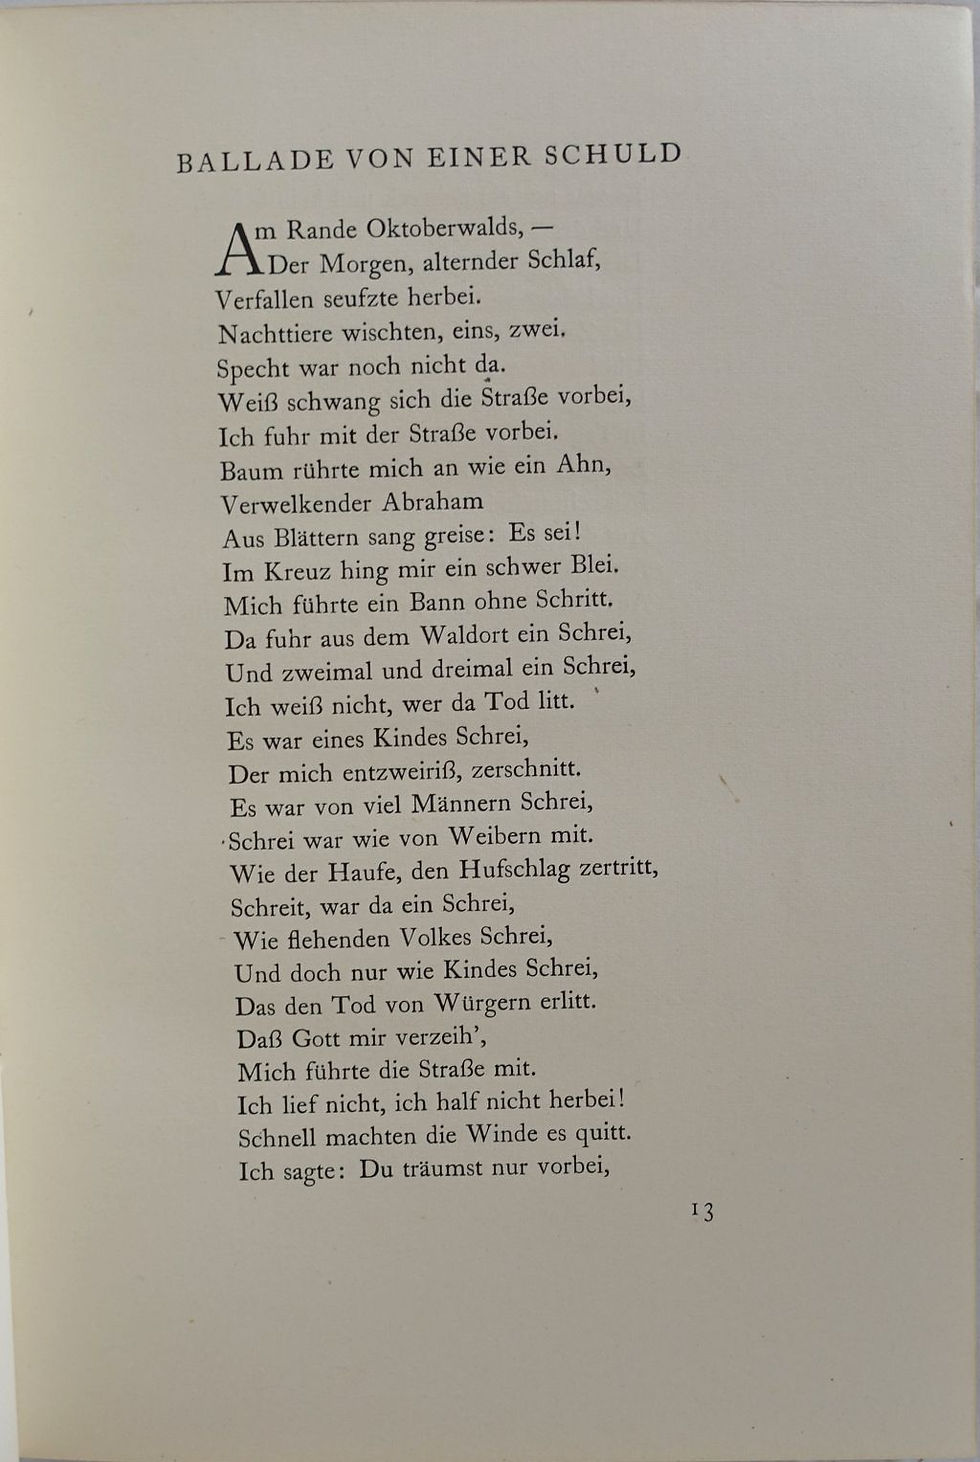 BALLADE VON EINER SCHULD
Am Rande Oktoberwalds, —
Der Morgen, alternder Schlaf,
Verfallen seufzte herbei.
Nachttiere wischten, eins, zwei.
Specht war noch nicht da.
Weiß schwang sich die Straße vorbei,
Ich fuhr mit der Straße vorbei.
Baum rührte mich an wie ein Ahn,
Verwelkender Abraham
Aus Blättern sang greise: Es sei!
Im Kreuz hing mir ein schwer Blei.
Mich führte ein Bann ohne Schritt.
Da fuhr aus dem Waldort ein Schrei,
Und zweimal und dreimal ein Schrei,
Ich weiß nicht, wer da Tod litt.
Es war eines Kindes Schrei,
Der mich entzweiriß, zerschnitt.
Es war von viel Männern Schrei,
Schrei war wie von Weibern mit.
Wie der Haufe, den Hufschlag zertritt,
Schreit, war da ein Schrei,
Wie flehenden Volkes Schrei,
Und doch nur wie Kindes Schrei,
Das den Tod von Würgern erlitt.
Daß Gott mir verzeih’,
Mich führte die Straße mit.
Ich lief nicht, ich half nicht herbei!
Schnell machten die Winde es quitt.
Ich sagte: Du träumst nur vorbei,
13